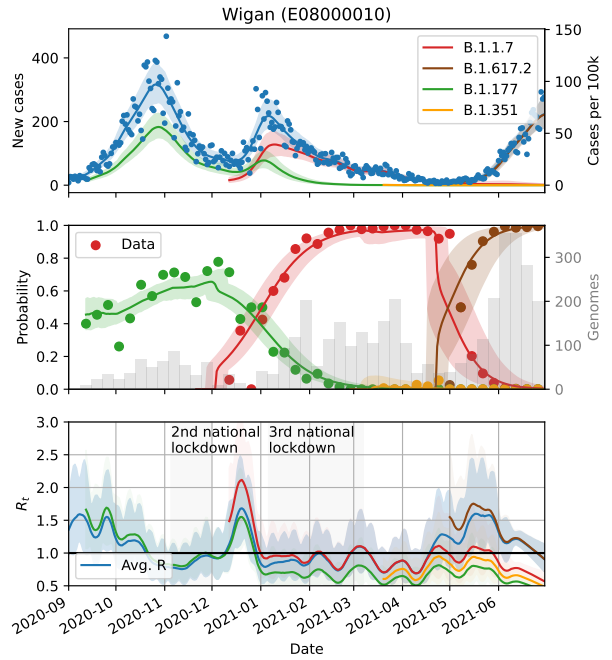 Wigan (E08000010)
New cases
400
200
0
B.1.1.7
B.1.617.2
B.1.177
B.1.351
150
100
50
0
Cases per 100k
Probability
1.0
0.8
0.6
0.4
0.2
0.0
Data
300
200
100
0
Genomes
R_t
3.0
2.5
2.0
1.5
1.0
0.5
2nd national
lockdown
3rd national
lockdown
Avg. R
2020-09
2020-10
2020-11
2020-12
2021-01
2021-02
2021-03
2021-04
2021-05
2021-06
Date